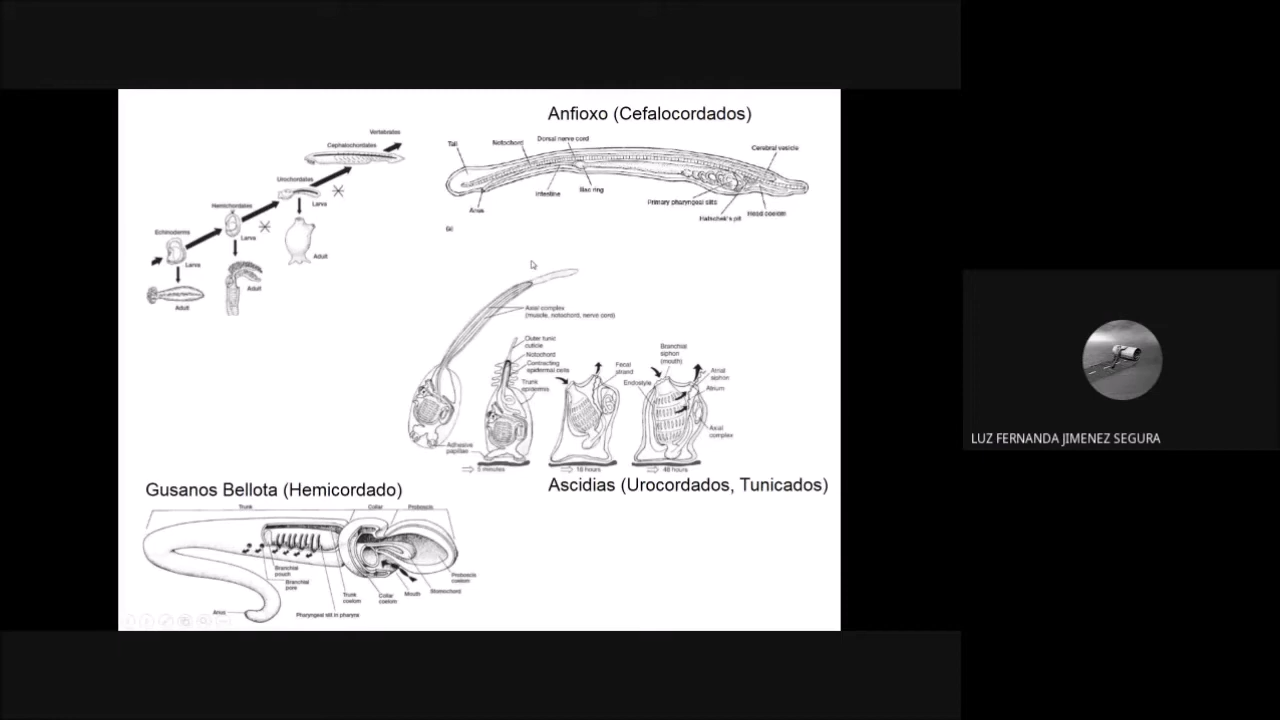 Vertebrates
Cephalochordates
Urochordates
Larva
Hemichordates
Larva
Adult
Echinoderms
Larva
Adult
Adult
Anfioxo (Cefalocordados)
Tail
Notochord
Dorsal nerve cord
Cerebral vesicle
Intestine
Iliac ring
Anus
Primary pharyngeal slits
Hatschek's pit
Head coelom
Axial complex
(muscle, notochord, nerve cord)
Outer tunic
cuticle
Notochord
Contracting
epidermal cells
Trunk
epidermis
Adhesive
papillae
5 minutes
Fecal
strand
18 hours
Branchial
siphon
(mouth)
Endostyle
Atrial
siphon
Atrium
Axial
complex
48 hours
Ascidias (Urocordados, Tunicados)
Gusanos Bellota (Hemicordado)
Trunk
Collar
Proboscis
Branchial
pouch
Branchial
pore
Trunk
coelom
Collar
coelom
Mouth
Stomochord
Proboscis
coelom
Anus
Pharyngeal slit in pharynx
LUZ FERNANDA JIMENEZ SEGURA